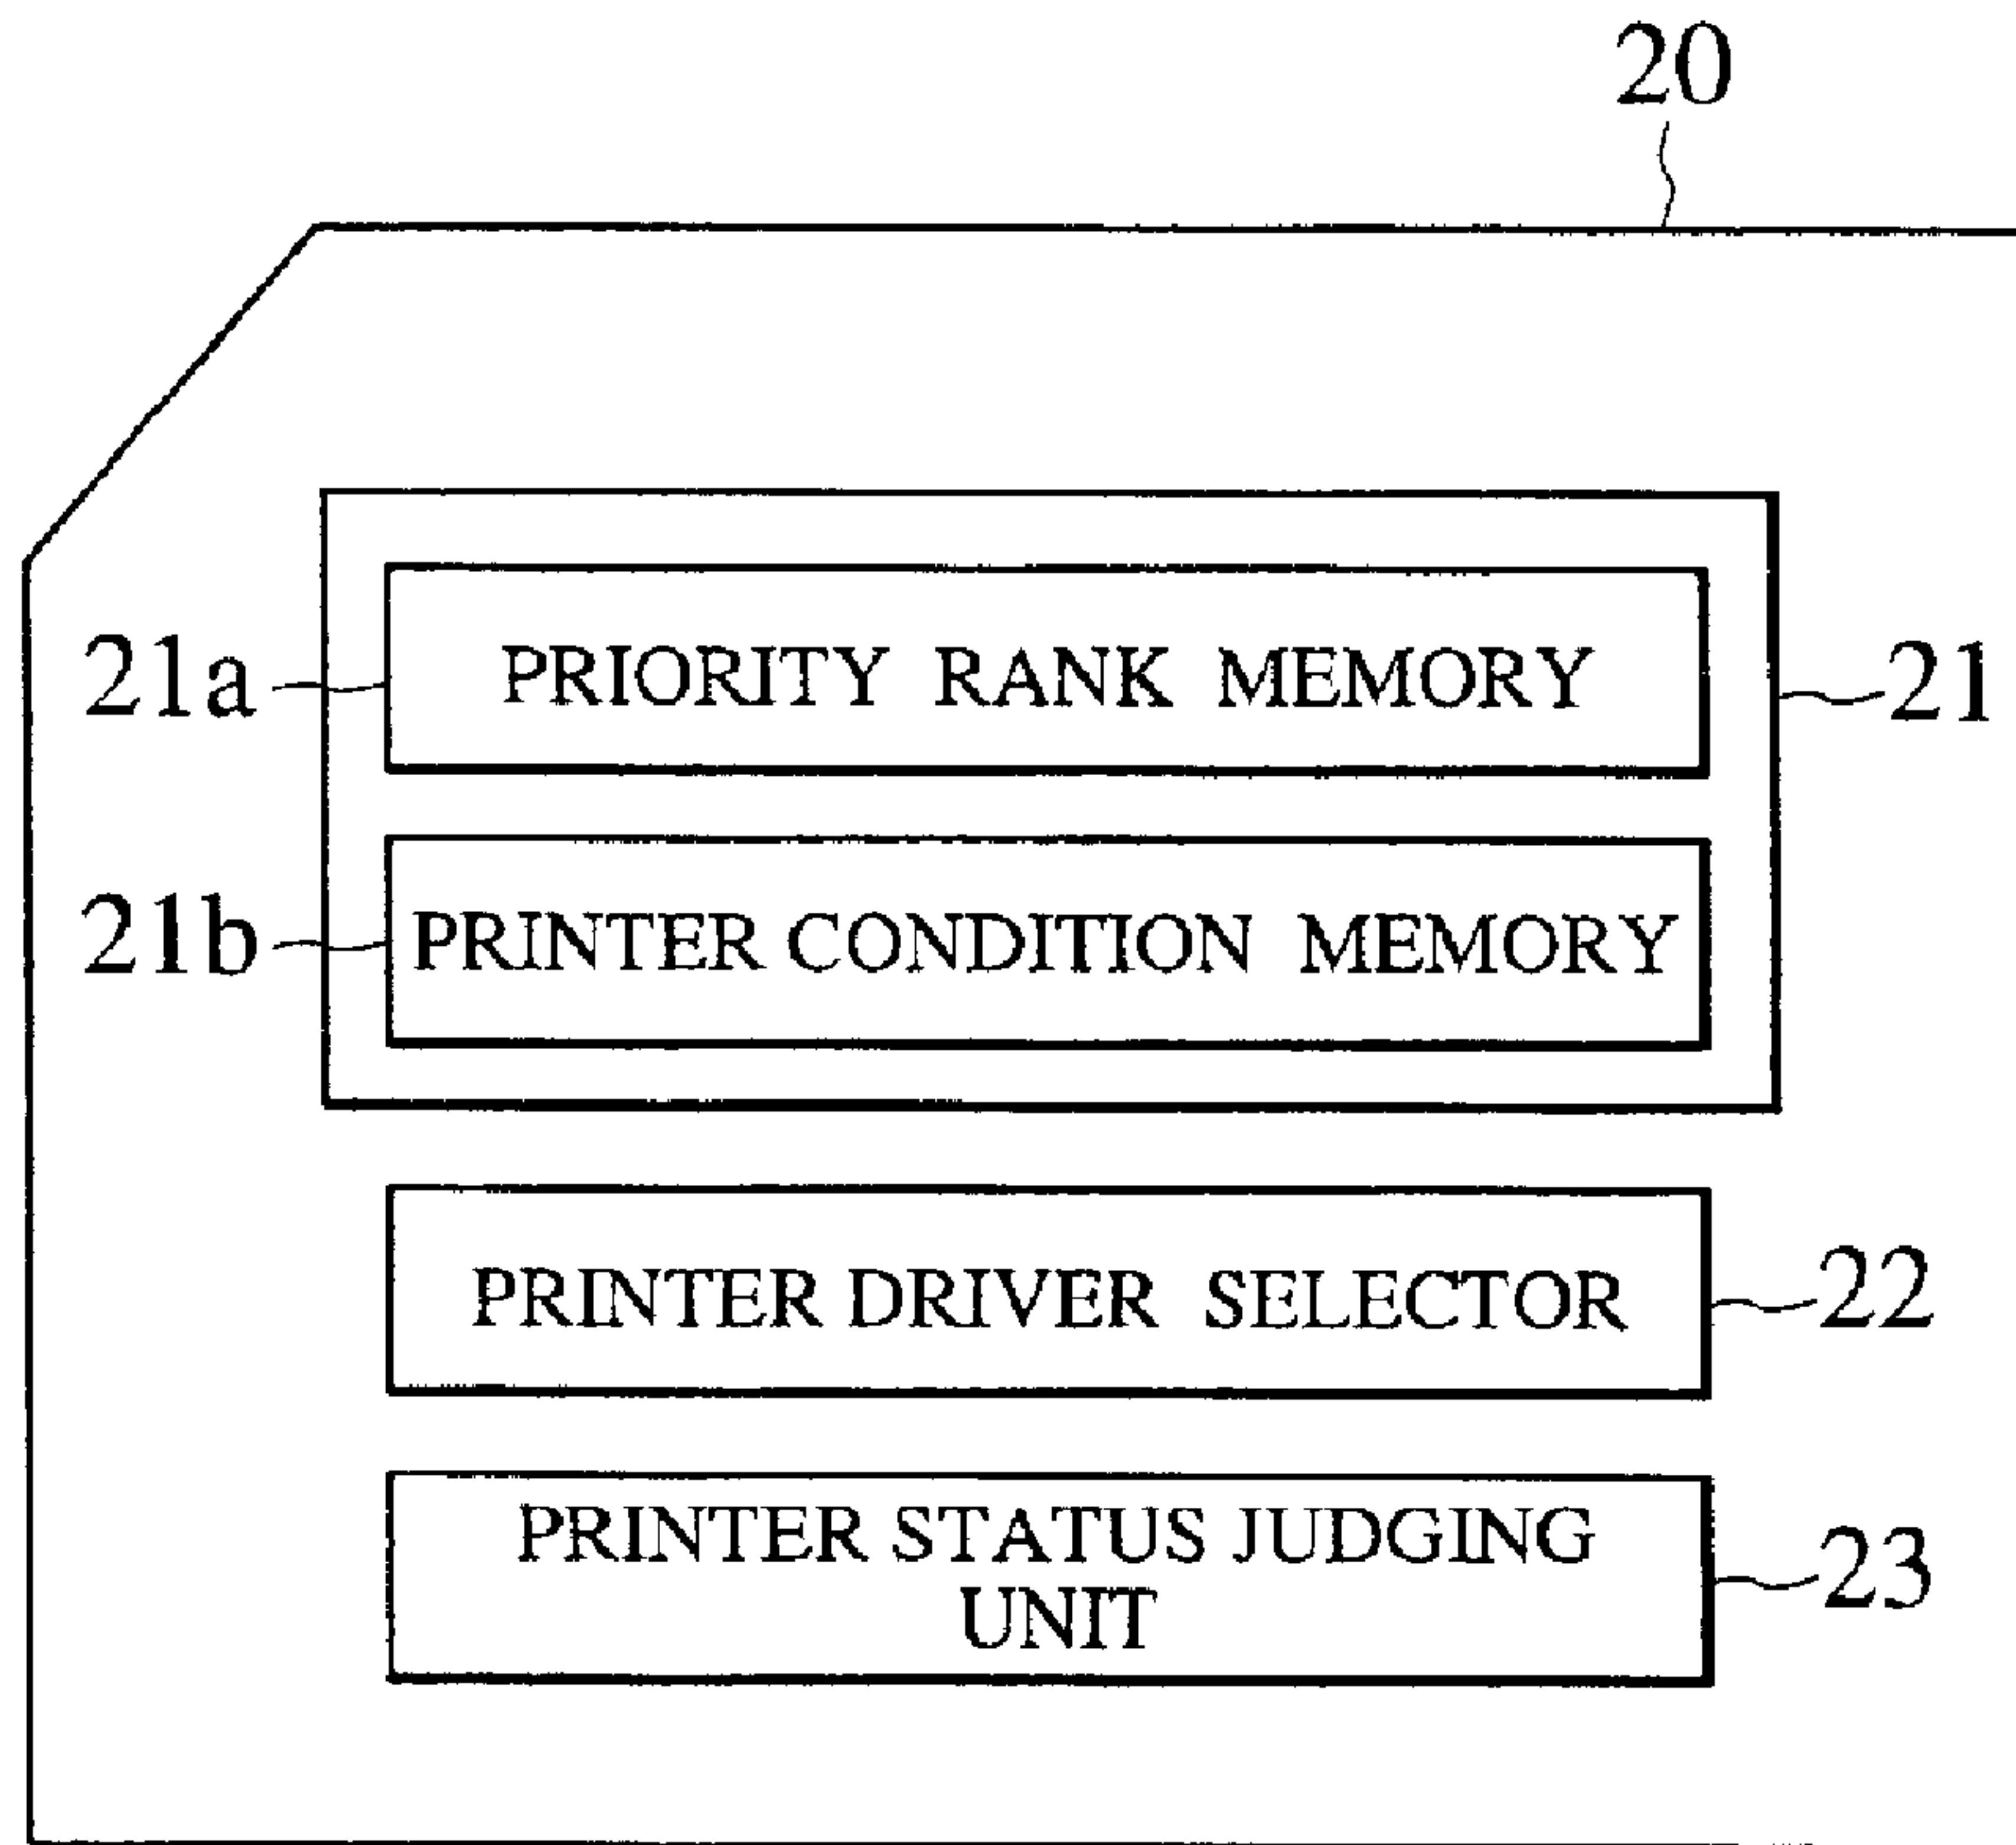 20
21a PRIORITY RANK MEMORY 21
21b PRINTER CONDITION MEMORY
PRINTER DRIVER SELECTOR 22
PRINTER STATUS JUDGING
UNIT
23